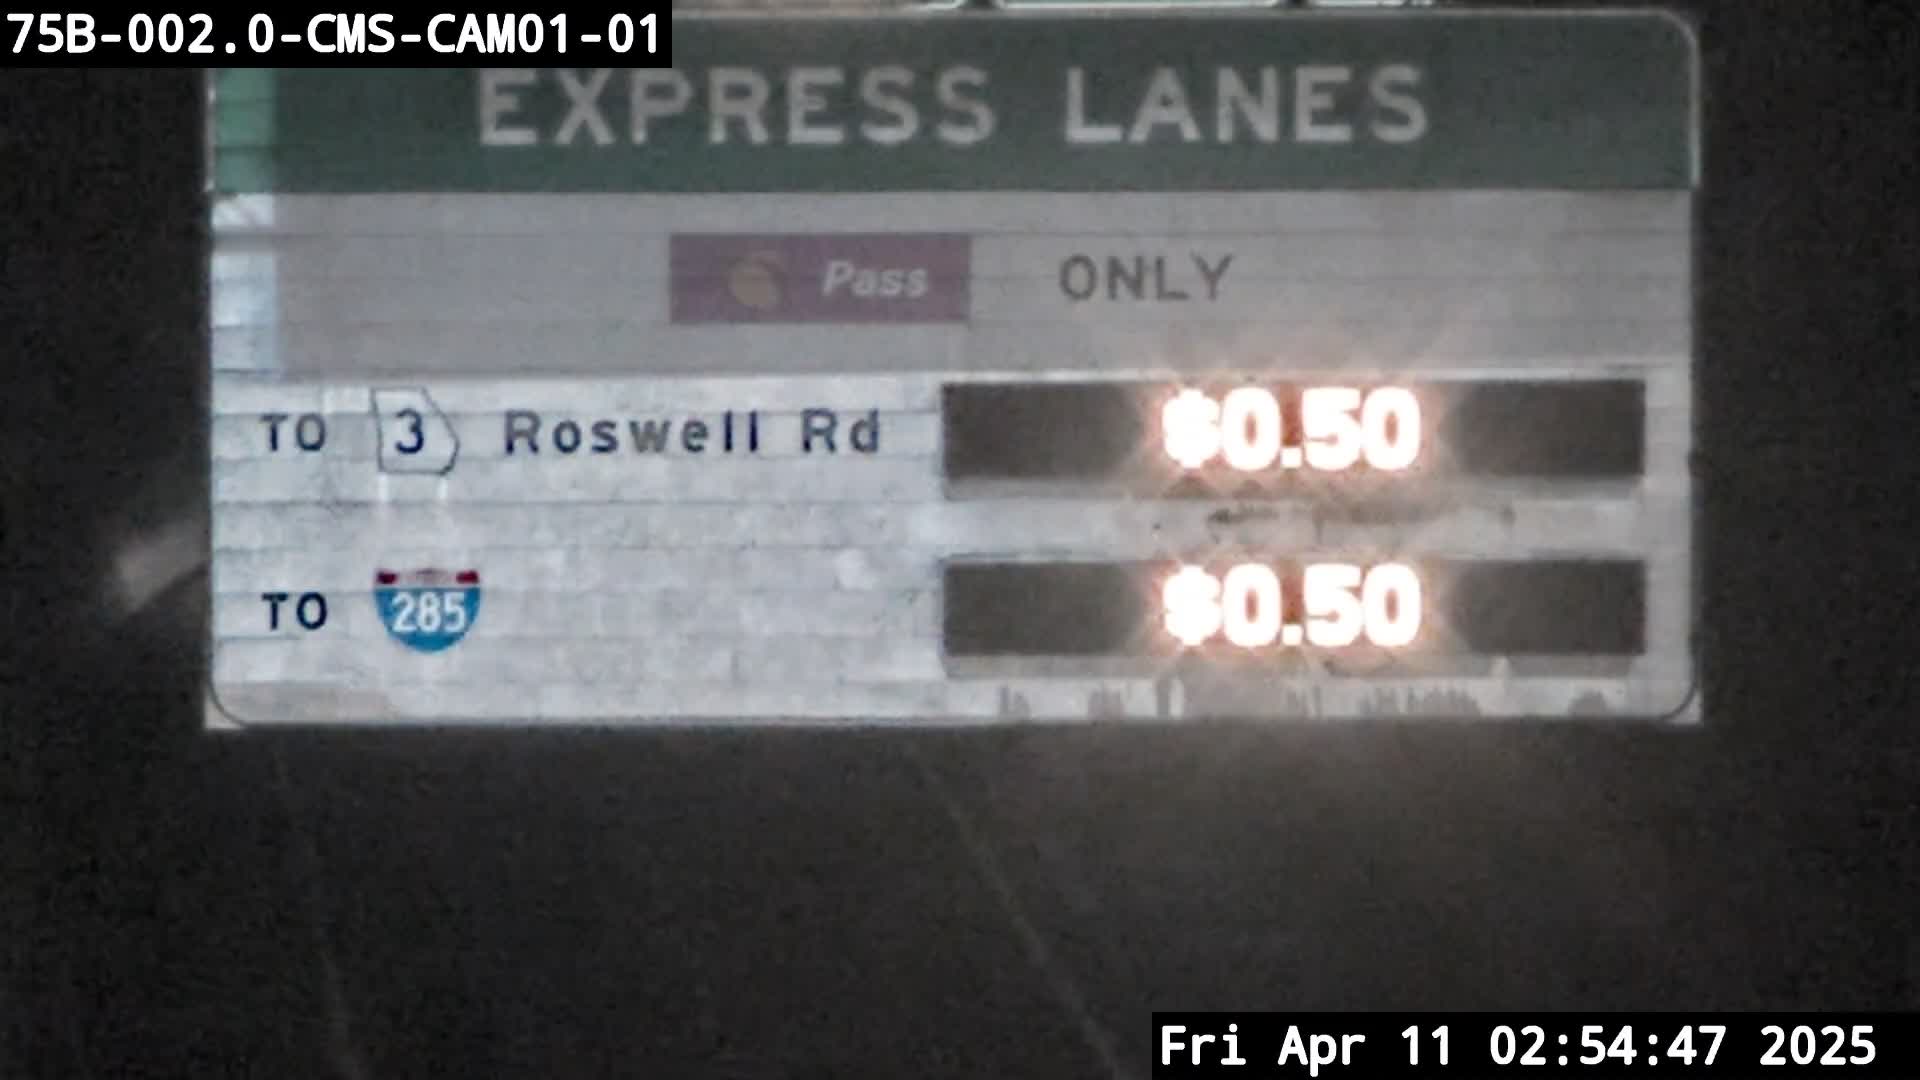 75B-002.0-CMS-CAM01-01
EXPRESS LANES
Pass ONLY
TO 3 Roswell Rd $0.50
TO 285 $0.50
Fri Apr 11 02:54:47 2025